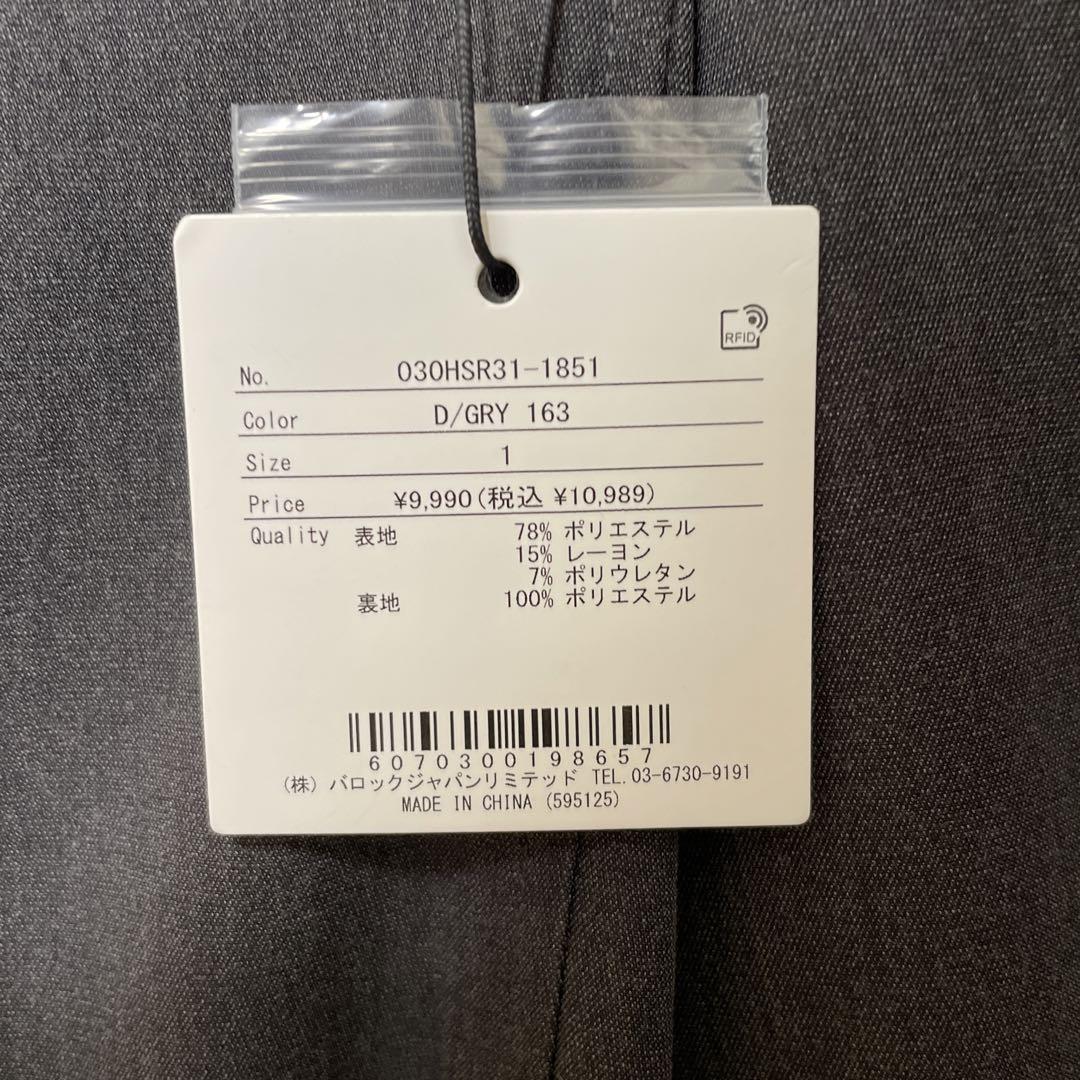 RFID
No. 030HSR31-1851
Color D/GRY 163
Size 1
Price ¥9,990(税込 ¥10,989)
Quality 表地 78% ポリエステル
15% レーヨン
7% ポリウレタン
裏地 100% ポリエステル
6070300198657
(株) バロックジャパンリミテッド TEL.03-6730-9191
MADE IN CHINA (595125)